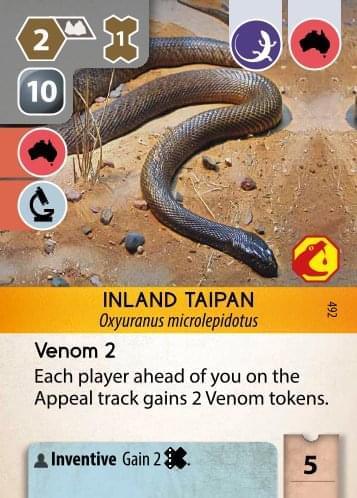 2
1
10
INLAND TAIPAN
Oxyuranus microlepidotus
492
Venom 2
Each player ahead of you on the
Appeal track gains 2 Venom tokens.
Inventive Gain 2 .
5